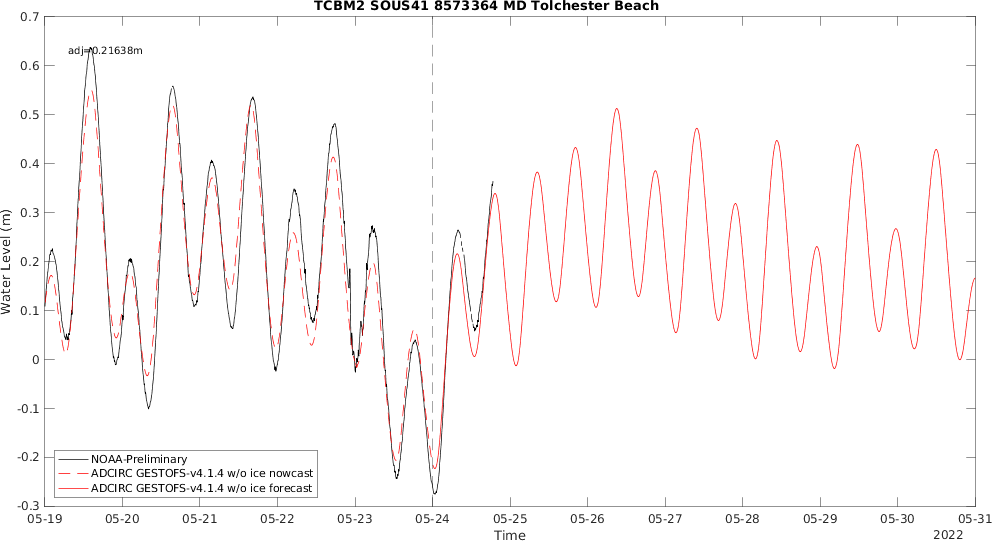 TCBM2 SOUS41 8573364 MD Tolchester Beach
adj=0.21638m
Water Level (m)
0.7
0.6
0.5
0.4
0.3
0.2
0.1
0
-0.1
-0.2
-0.3
NOAA-Preliminary
ADCIRC GESTOFS-v4.1.4 w/o ice nowcast
ADCIRC GESTOFS-v4.1.4 w/o ice forecast
05-19 05-20 05-21 05-22 05-23 05-24 05-25 05-26 05-27 05-28 05-29 05-30 05-31
Time
2022